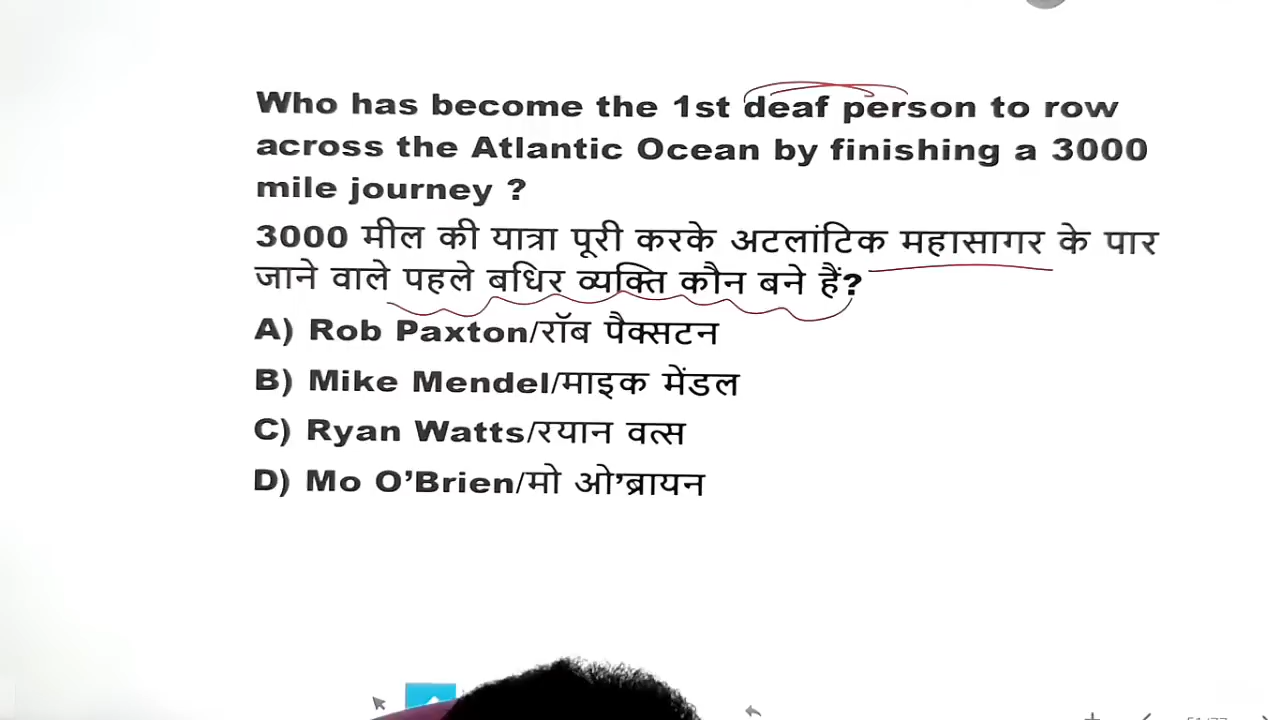 Who has become the 1st deaf person to row
across the Atlantic Ocean by finishing a 3000
mile journey ?
3000 मील की यात्रा पूरी करके अटलांटिक महासागर के पार
जाने वाले पहले बधिर व्यक्ति कौन बने हैं?
A) Rob Paxton/रॉब पैक्सटन
B) Mike Mendel/माइक मेंडल
C) Ryan Watts/रयान वत्स
D) Mo O’Brien/मो ओ’ब्रायन